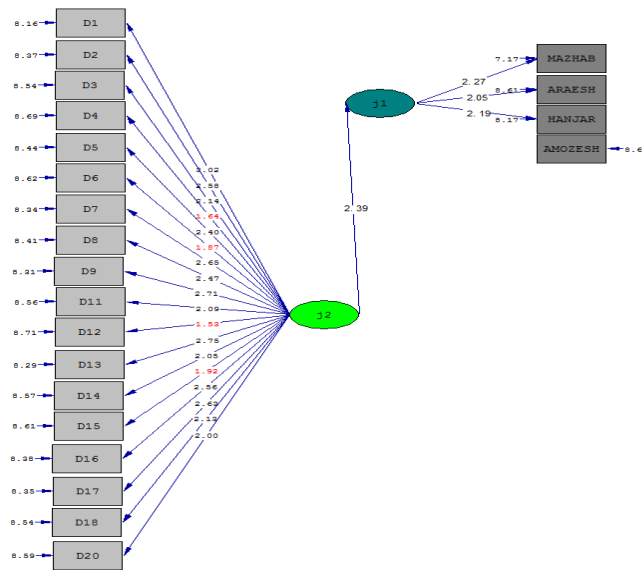 8.16 D1
8.37 D2
8.54 D3
8.69 D4
8.44 D5
8.62 D6
8.34 D7
8.41 D8
8.31 D9
8.56 D11
8.71 D12
8.29 D13
8.57 D14
8.61 D15
8.38 D16
8.35 D17
8.54 D18
8.59 D20
3.02
2.58
2.14
1.64
2.40
1.87
2.65
2.47
2.71
2.09
1.53
2.75
2.05
1.92
2.56
2.63
2.13
2.00
j2
2.39
j1
2.27
2.05
2.19
7.17 MAZHAB
8.61 ARAESH
8.17 HANJAR
AMOZESH 8.6